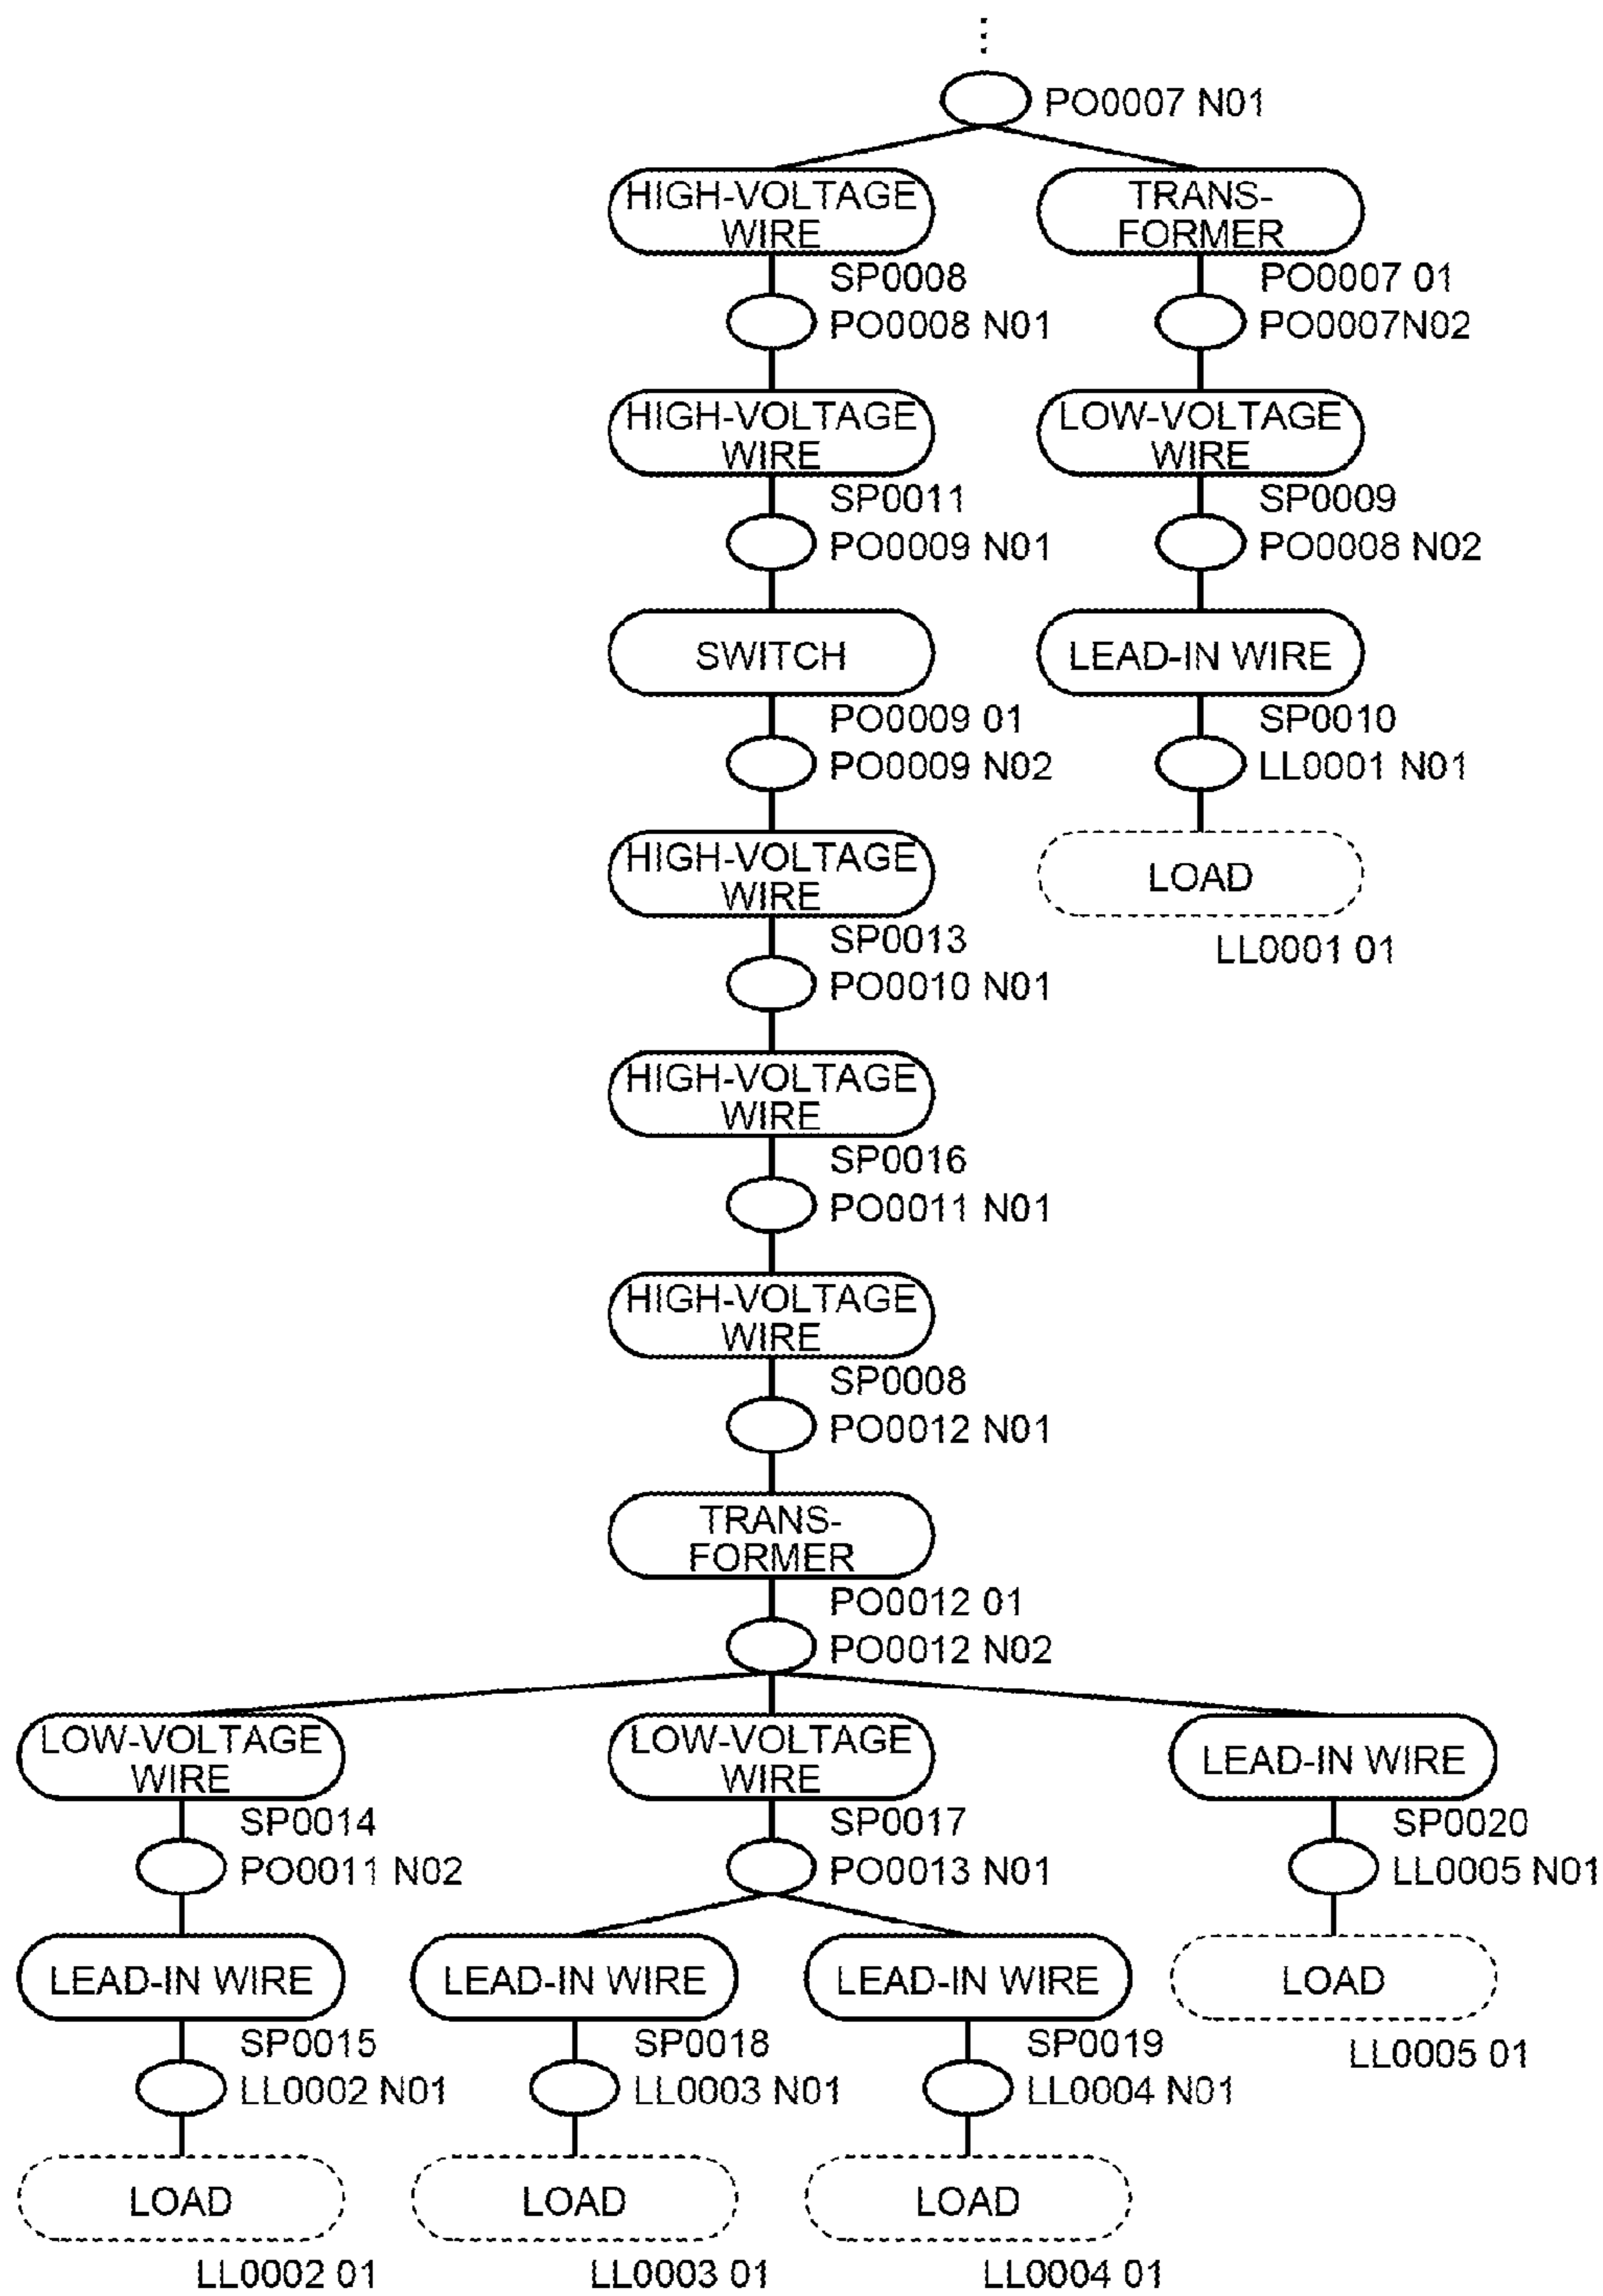 PO0007 N01
HIGH-VOLTAGE
WIRE
TRANS-
FORMER
SP0008
PO0008 N01
PO0007 01
PO0007N02
HIGH-VOLTAGE
WIRE
LOW-VOLTAGE
WIRE
SP0011
PO0009 N01
SP0009
PO0008 N02
SWITCH
LEAD-IN WIRE
PO0009 01
PO0009 N02
SP0010
LL0001 N01
HIGH-VOLTAGE
WIRE
LOAD
LL0001 01
SP0013
PO0010 N01
HIGH-VOLTAGE
WIRE
SP0016
PO0011 N01
HIGH-VOLTAGE
WIRE
SP0008
PO0012 N01
TRANS-
FORMER
PO0012 01
PO0012 N02
LOW-VOLTAGE
WIRE
LOW-VOLTAGE
WIRE
LEAD-IN WIRE
SP0014
PO0011 N02
SP0017
PO0013 N01
SP0020
LL0005 N01
LEAD-IN WIRE
LEAD-IN WIRE
LEAD-IN WIRE
LOAD
LL0005 01
SP0015
LL0002 N01
SP0018
LL0003 N01
SP0019
LL0004 N01
LOAD
LOAD
LOAD
LL0002 01
LL0003 01
LL0004 01